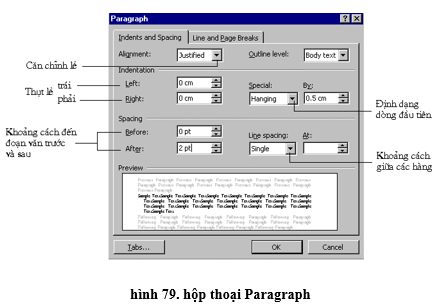 Paragraph
Indents and Spacing Line and Page Breaks
Alignment: Justified Outline level: Body text
Căn chỉnh lề
Indentation
Thụt lề trái Left: 0 cm Special: By:
phải Right: 0 cm Hanging 0.5 cm
Định dạng
dòng đầu tiên
Spacing
Khoảng cách đến
đoạn văn trước
và sau
Before: 0 pt Line spacing: At:
After: 2 pt Single
Khoảng cách
giữa các hàng
Preview
Tabs... OK Cancel
hình 79. hộp thoại Paragraph